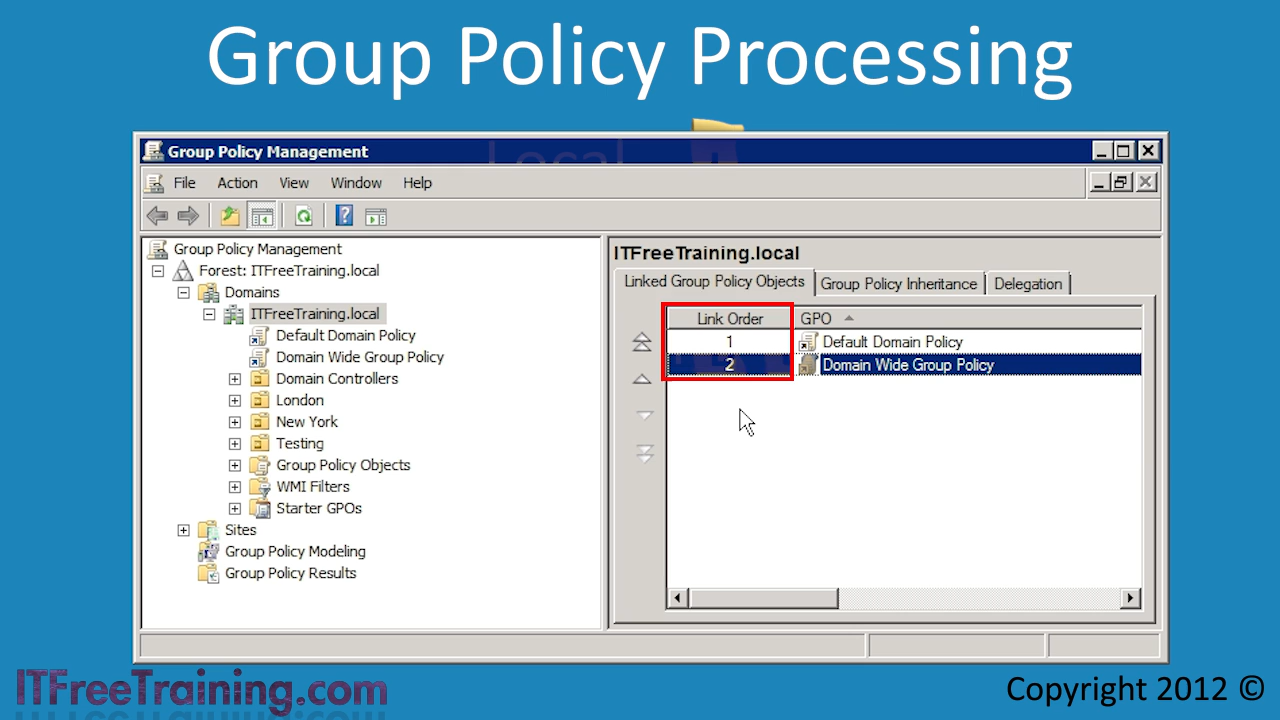 Group Policy Processing
Local
Group Policy Management
File Action View Window Help
Group Policy Management
Forest: ITFreeTraining.local
Domains
ITFreeTraining.local
Default Domain Policy
Domain Wide Group Policy
Domain Controllers
London
New York
Testing
Group Policy Objects
WMI Filters
Starter GPOs
Sites
Group Policy Modeling
Group Policy Results
ITFreeTraining.local
Linked Group Policy Objects Group Policy Inheritance Delegation
Link Order GPO
1 Default Domain Policy
2 Domain Wide Group Policy
ITFreeTraining.com
Copyright 2012 ©